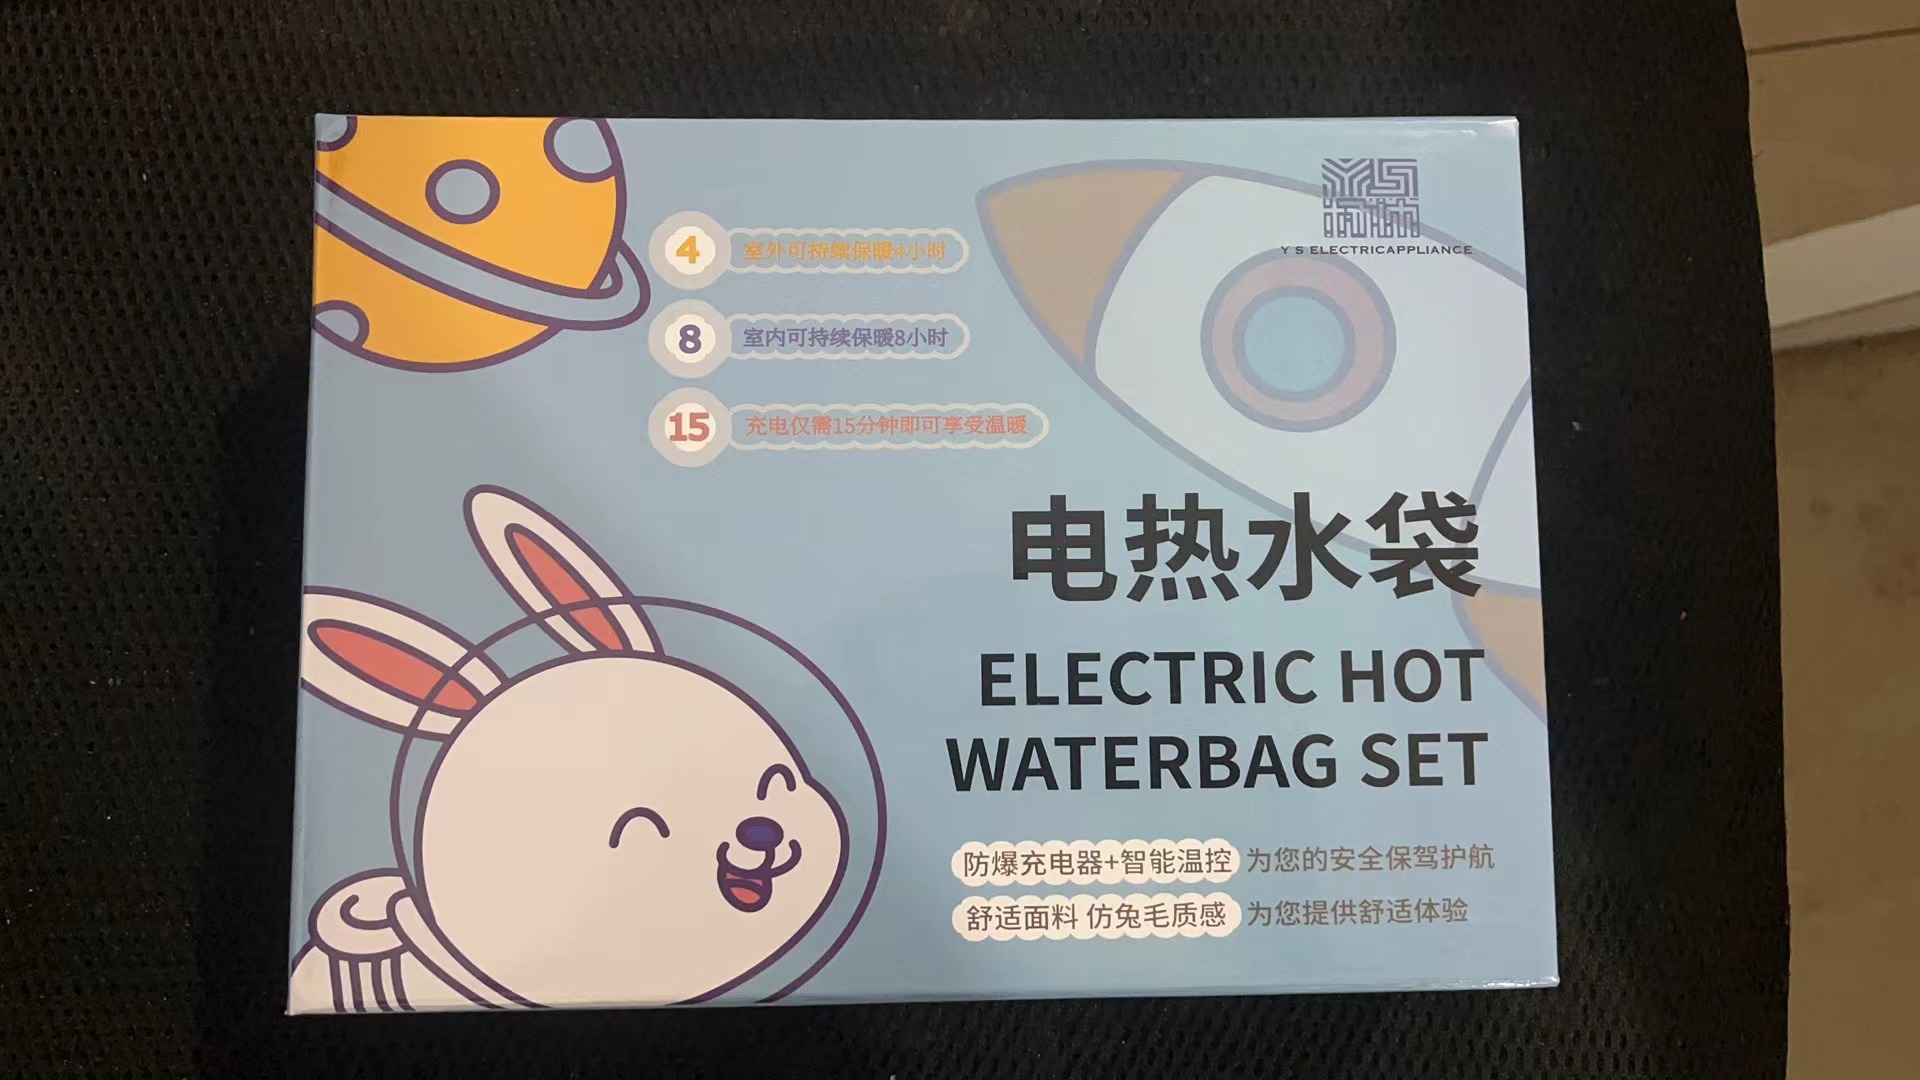 YS
Y S ELECTRICAPPLIANCE
4 室外可持续保暖4小时
8 室内可持续保暖8小时
15 充电仅需15分钟即可享受温暖
电热水袋
ELECTRIC HOT
WATERBAG SET
防爆充电器+智能温控 为您的安全保驾护航
舒适面料 仿兔毛质感 为您提供舒适体验